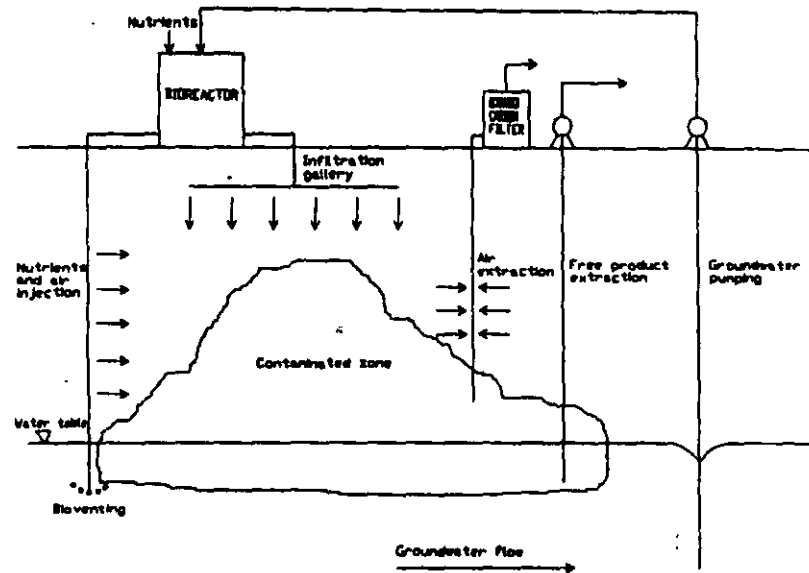 Nutrients
BIOREACTOR
FILTER
Infiltration
gallery
Nutrients
and air
injection
Air
extraction
Free product
extraction
Groundwater
pumping
Contaminated zone
Water table
Bioventing
Groundwater flow